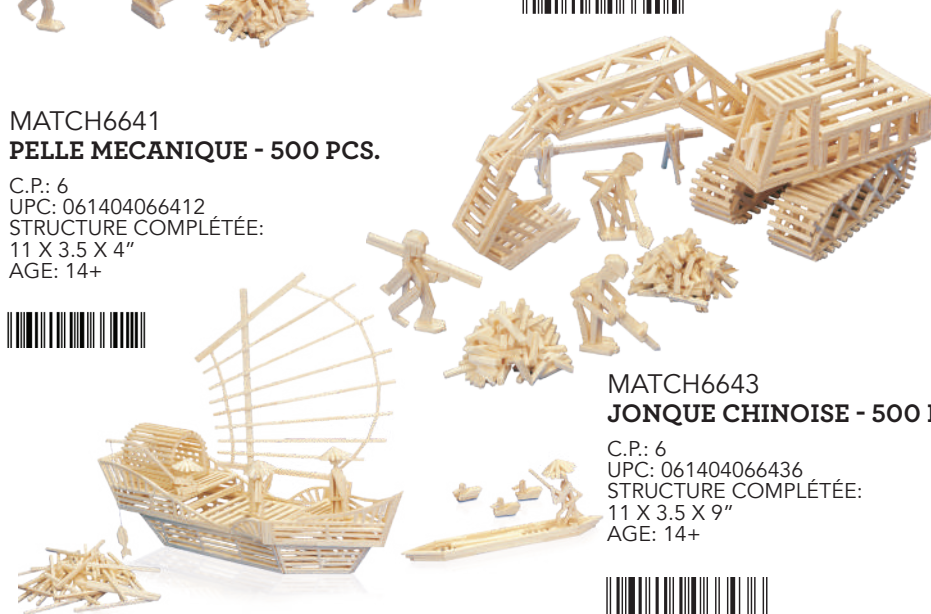 MATCH6641
PELLE MECANIQUE - 500 PCS.
C.P.: 6
UPC: 061404066412
STRUCTURE COMPLÉTÉE:
11 X 3.5 X 4”
AGE: 14+
MATCH6643
JONQUE CHINOISE - 500
C.P.: 6
UPC: 061404066436
STRUCTURE COMPLÉTÉE:
11 X 3.5 X 9”
AGE: 14+